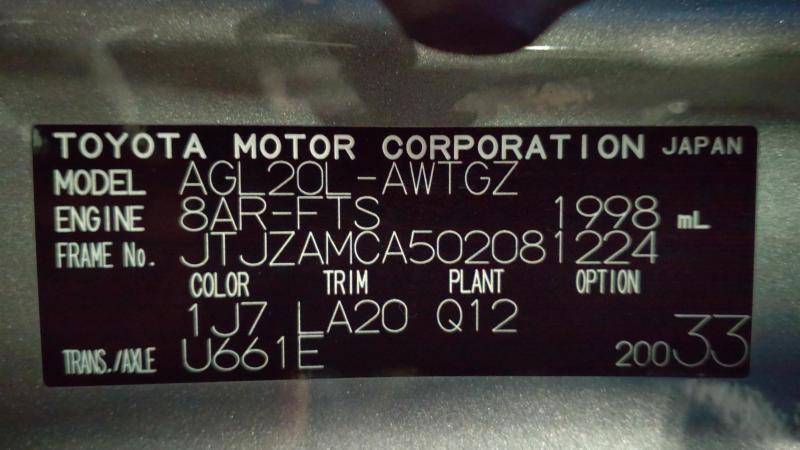 TOYOTA MOTOR CORPORATION JAPAN
MODEL AGL20L-AWTGZ
ENGINE 8AR-FTS 1998 mL
FRAME No. JTJZAMCA502081224
COLOR TRIM PLANT OPTION
1J7 LA20 Q12
TRANS./AXLE U661E 20033